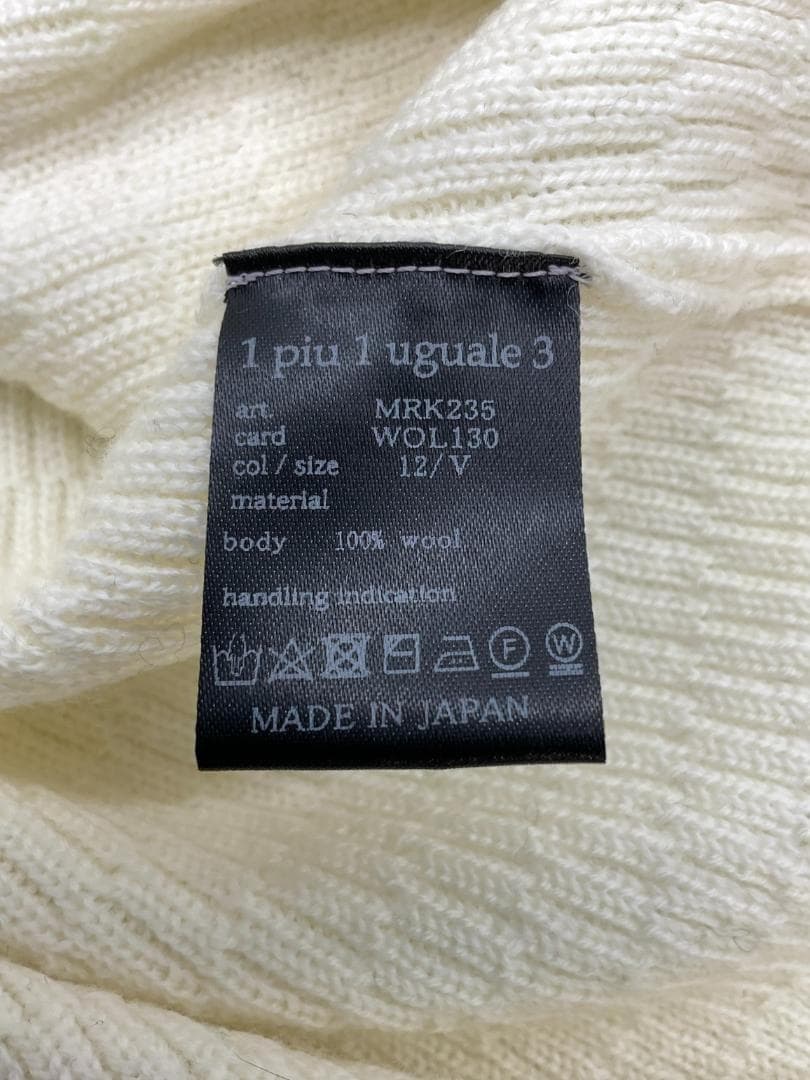 1 piu 1 uguale 3
art. MRK235
card WOL130
col / size 12/ V
material
body 100% wool
handling indication
F W
MADE IN JAPAN